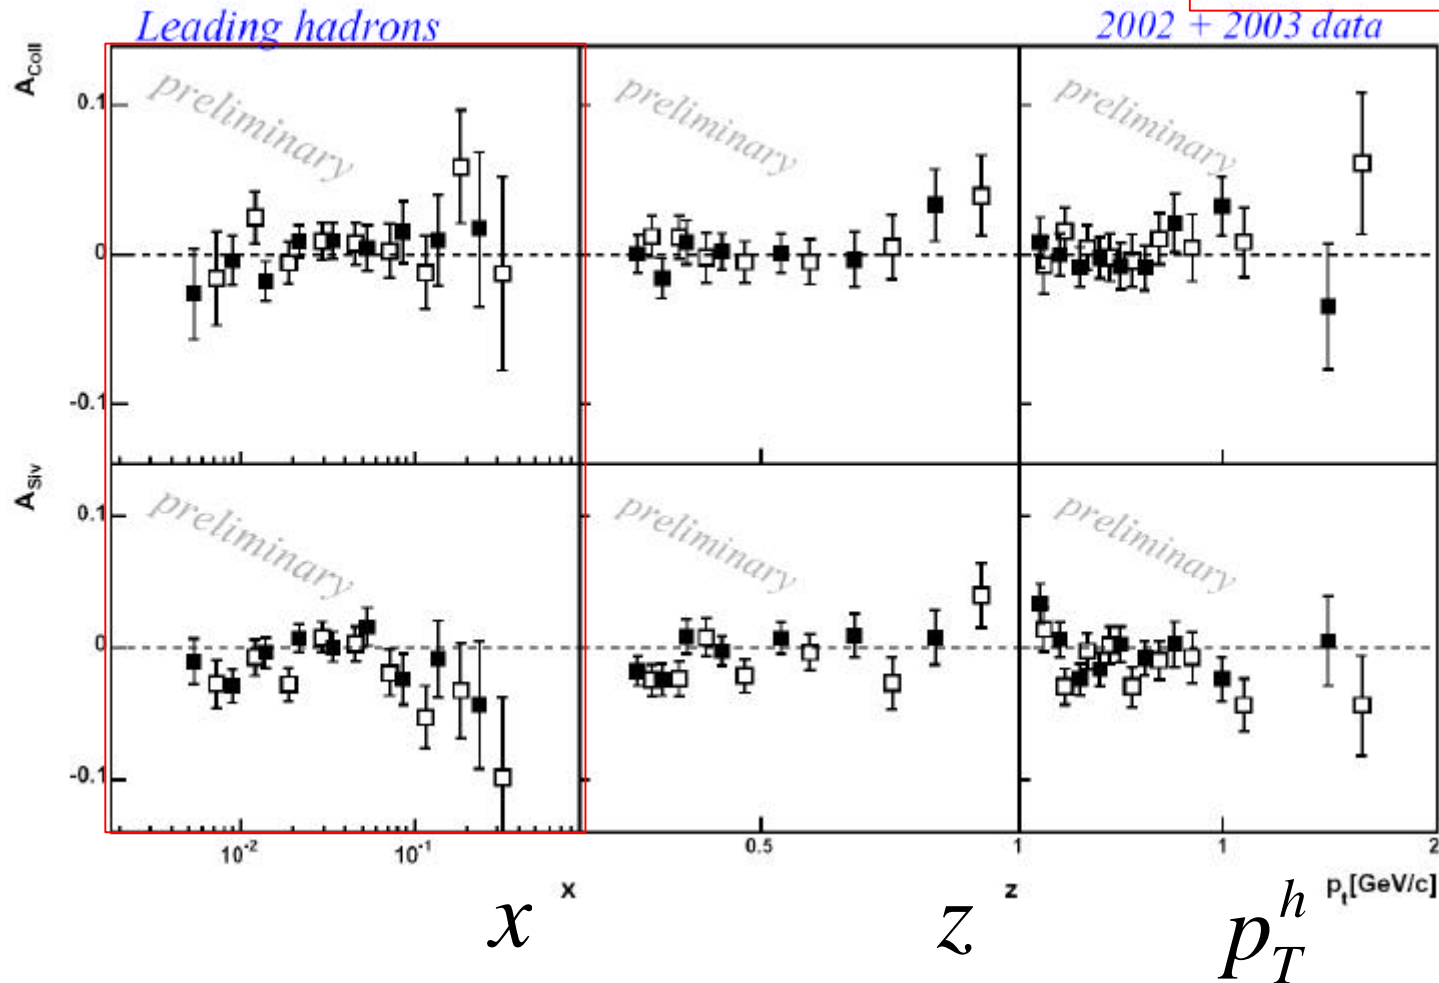 Leading hadrons 2002 + 2003 data
A_Coll
0.1
0
-0.1
preliminary preliminary preliminary
A_Siv
0.1
0
-0.1
preliminary preliminary preliminary
10^-2 10^-1 0.5 1 1 2
x z p_t[GeV/c]
x z p_T^h